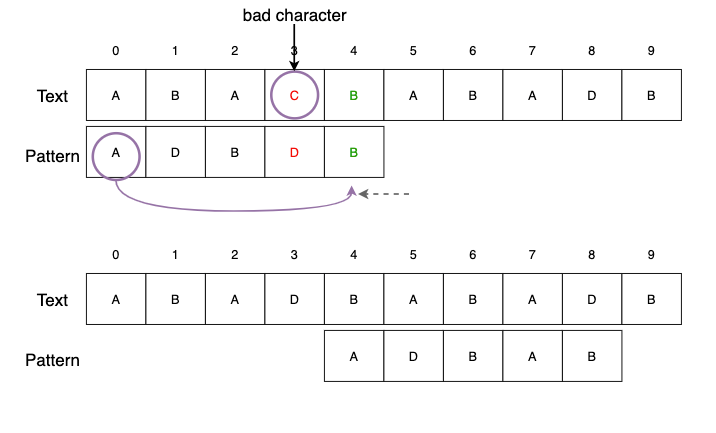 bad character
0 1 2 3 4 5 6 7 8 9
Text A B A C B A B A D B
Pattern A D B D B
0 1 2 3 4 5 6 7 8 9
Text A B A D B A B A D B
Pattern A D B A B